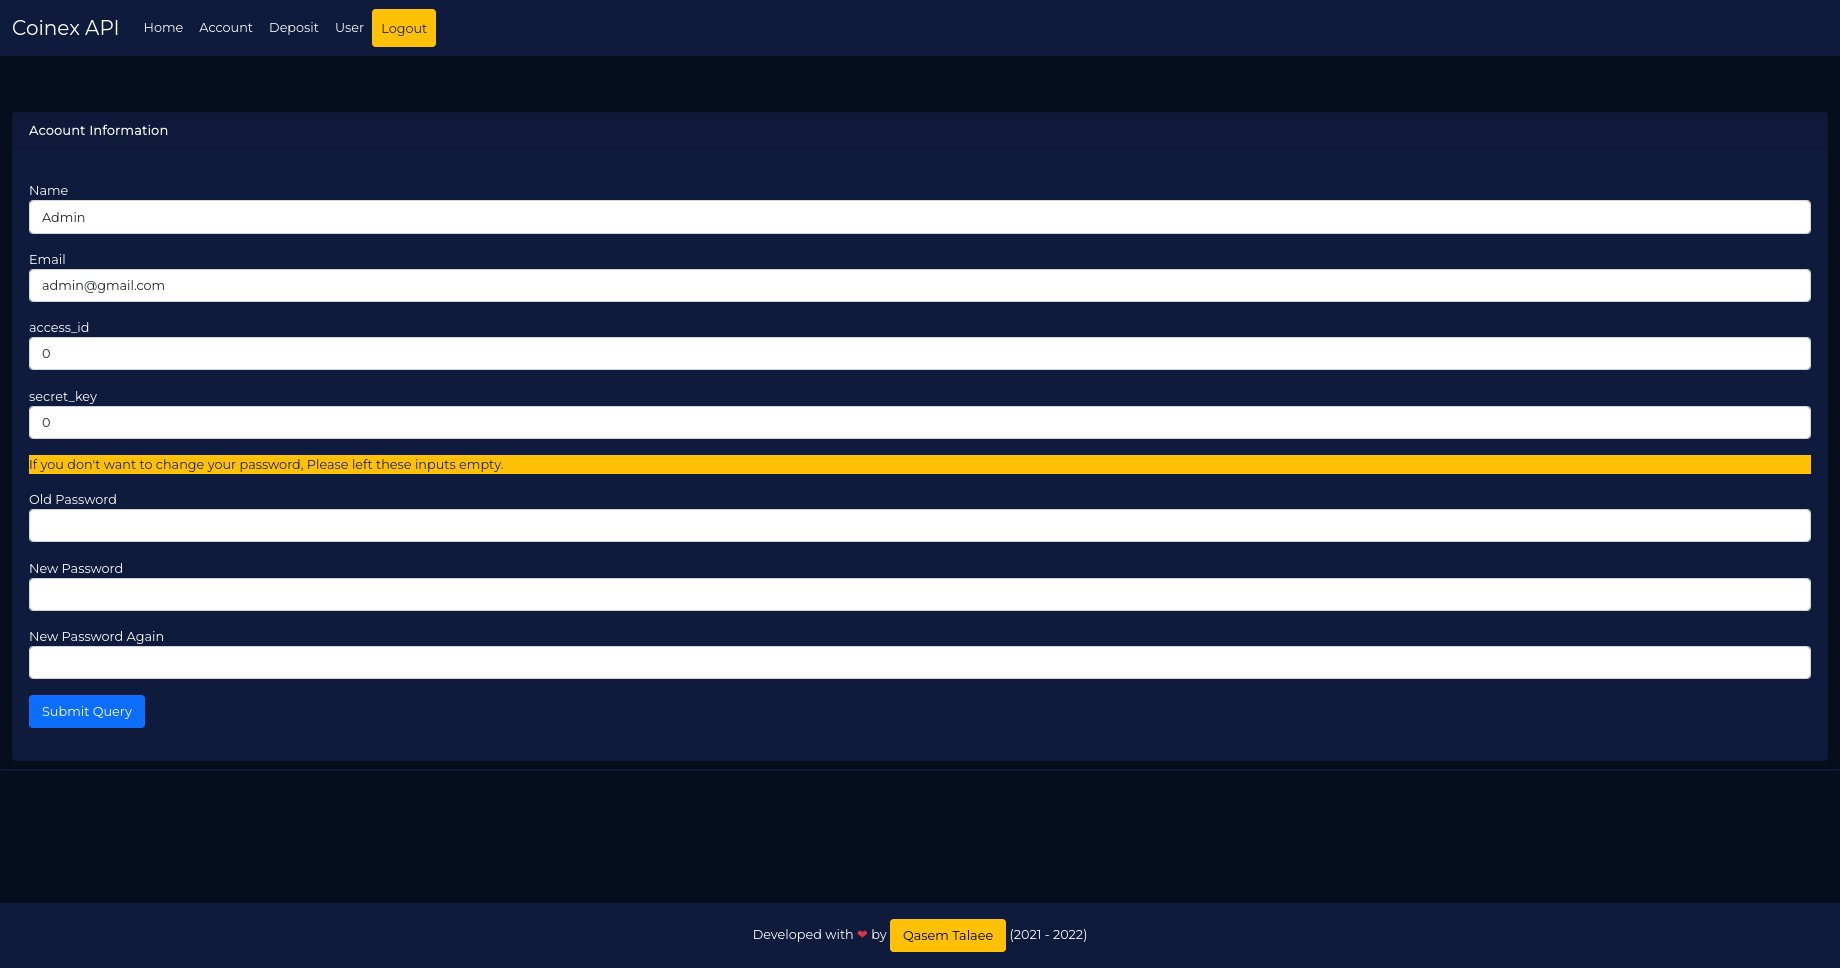 Coinex API Home Account Deposit User Logout
Acoount Information
Name
Admin
Email
admin@gmail.com
access_id
0
secret_key
0
If you don't want to change your password, Please left these inputs empty.
Old Password
New Password
New Password Again
Submit Query
Developed with ❤ by Qasem Talaee (2021 - 2022)